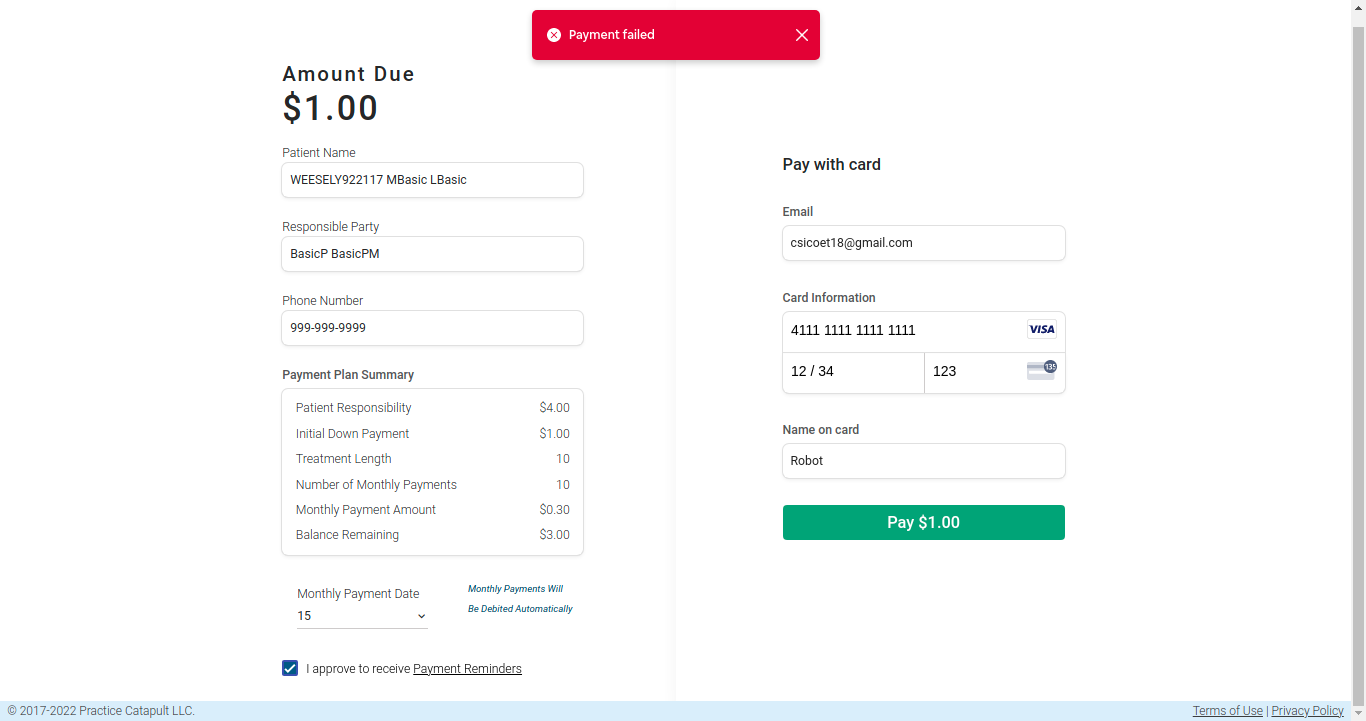 Payment failed
Amount Due
$1.00
Patient Name
WEESELY922117 MBasic LBasic
Responsible Party
BasicP BasicPM
Phone Number
999-999-9999
Payment Plan Summary
Patient Responsibility $4.00
Initial Down Payment $1.00
Treatment Length 10
Number of Monthly Payments 10
Monthly Payment Amount $0.30
Balance Remaining $3.00
Monthly Payment Date
15
Monthly Payments Will
Be Debited Automatically
I approve to receive Payment Reminders
Pay with card
Email
csicoet18@gmail.com
Card Information
4111 1111 1111 1111 VISA
12 / 34
123 135
Name on card
Robot
Pay $1.00
© 2017-2022 Practice Catapult LLC.
Terms of Use | Privacy Policy